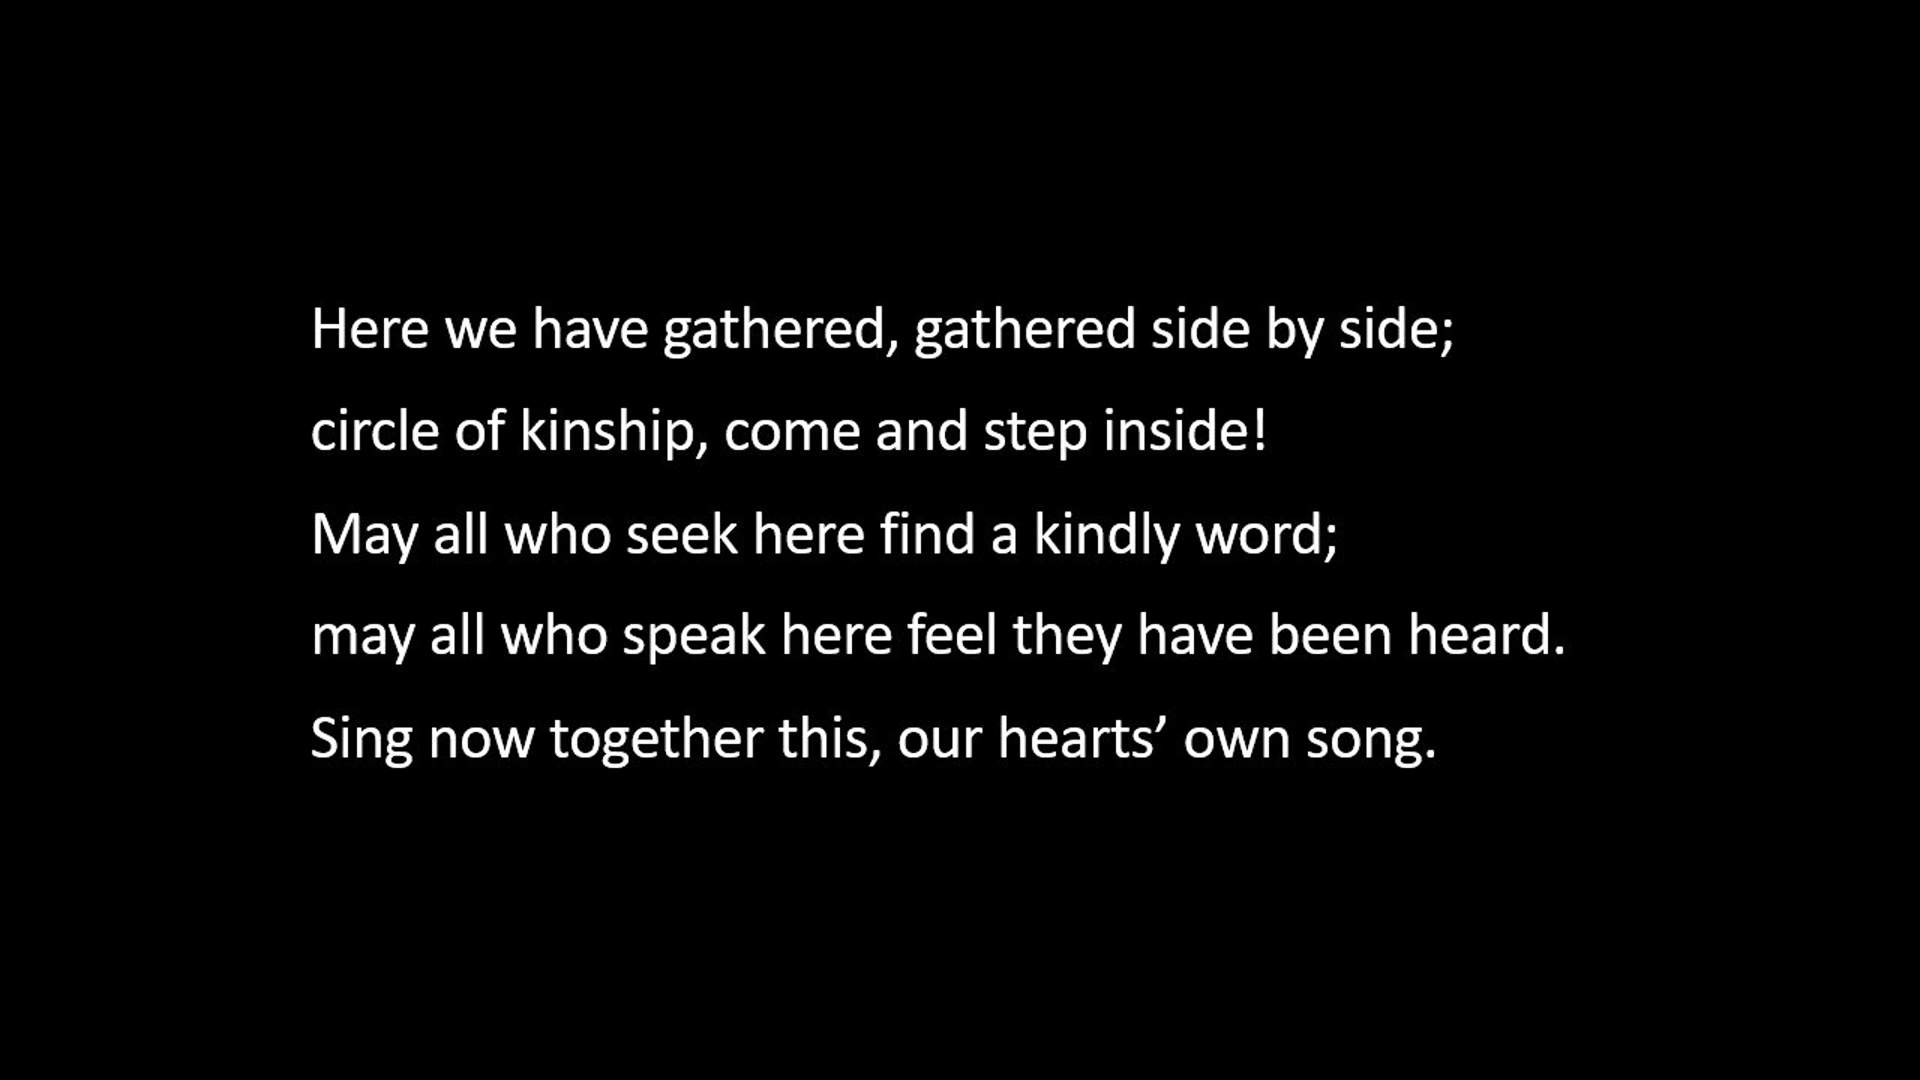 Here we have gathered, gathered side by side;
circle of kinship, come and step inside!
May all who seek here find a kindly word;
may all who speak here feel they have been heard.
Sing now together this, our hearts’ own song.